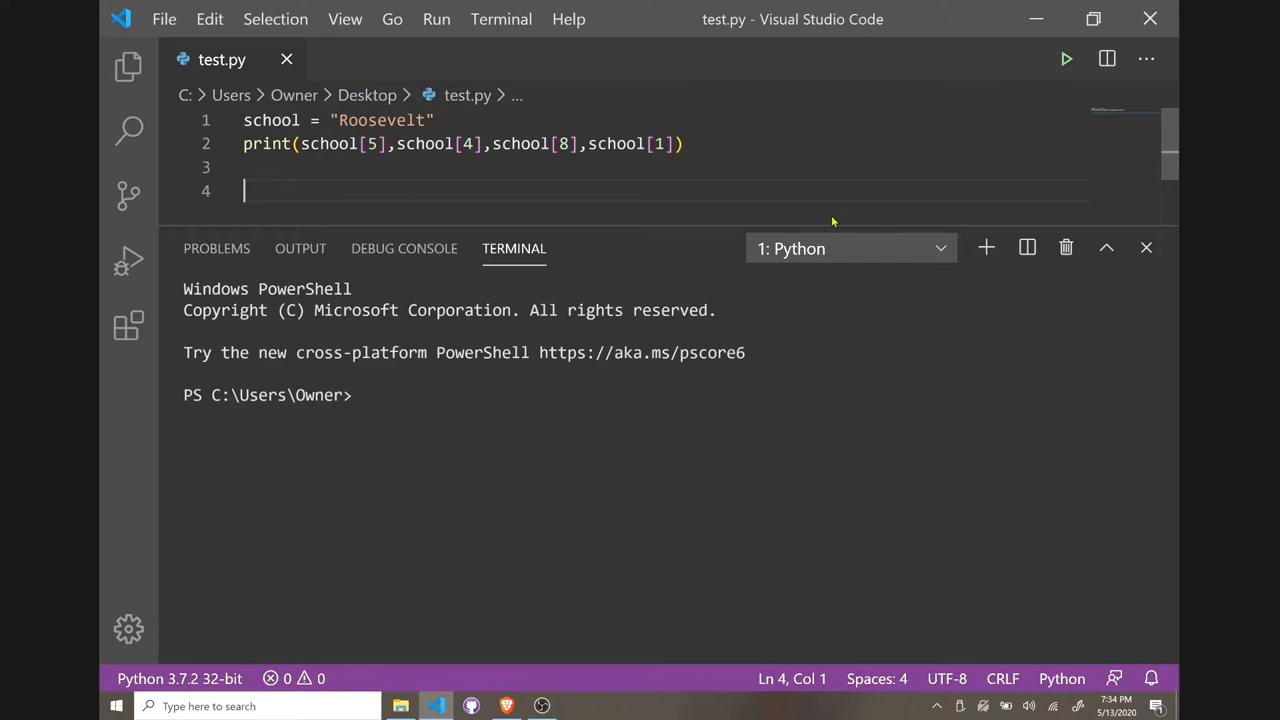 File Edit Selection View Go Run Terminal Help test.py - Visual Studio Code
test.py
C: > Users > Owner > Desktop > test.py > ...
1 school = "Roosevelt"
2 print(school[5],school[4],school[8],school[1])
3
4
PROBLEMS OUTPUT DEBUG CONSOLE TERMINAL 1: Python
Windows PowerShell
Copyright (C) Microsoft Corporation. All rights reserved.
Try the new cross-platform PowerShell https://aka.ms/pscore6
PS C:\Users\Owner>
Python 3.7.2 32-bit 0 0 Ln 4, Col 1 Spaces: 4 UTF-8 CRLF Python
Type here to search
7:34 PM
5/13/2020
1